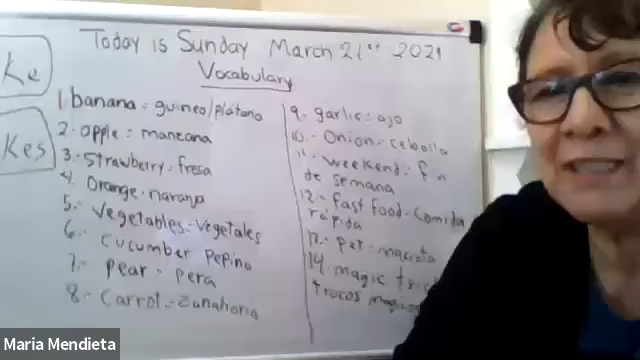 Today is Sunday March 21st 2021
Vocabulary
Ke
Kes
1. banana = guineo/plátano
2.- apple = manzana
3.- strawberry = fresa
4. Orange - naranja
5.- Vegetables - vegetales
6.- cucumber pepino
7.- pear - pera
8.- Carrot = zanahoria
9.- garlic = ajo
10.- Onion - cebolla
11.- weekend = fin
de semana
12.- fast food - comida
rápida
13.- pet - mascota
14. magic
trucos magicos
Maria Mendieta